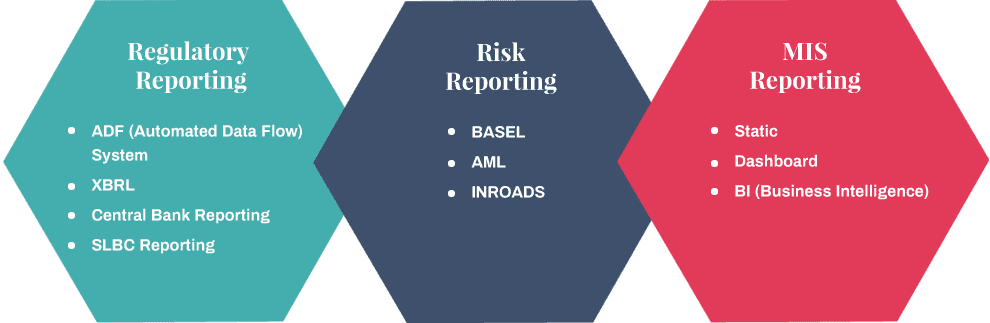 Regulatory
Reporting
ADF (Automated Data Flow)
System
XBRL
Central Bank Reporting
SLBC Reporting
Risk
Reporting
BASEL
AML
INROADS
MIS
Reporting
Static
Dashboard
BI (Business Intelligence)